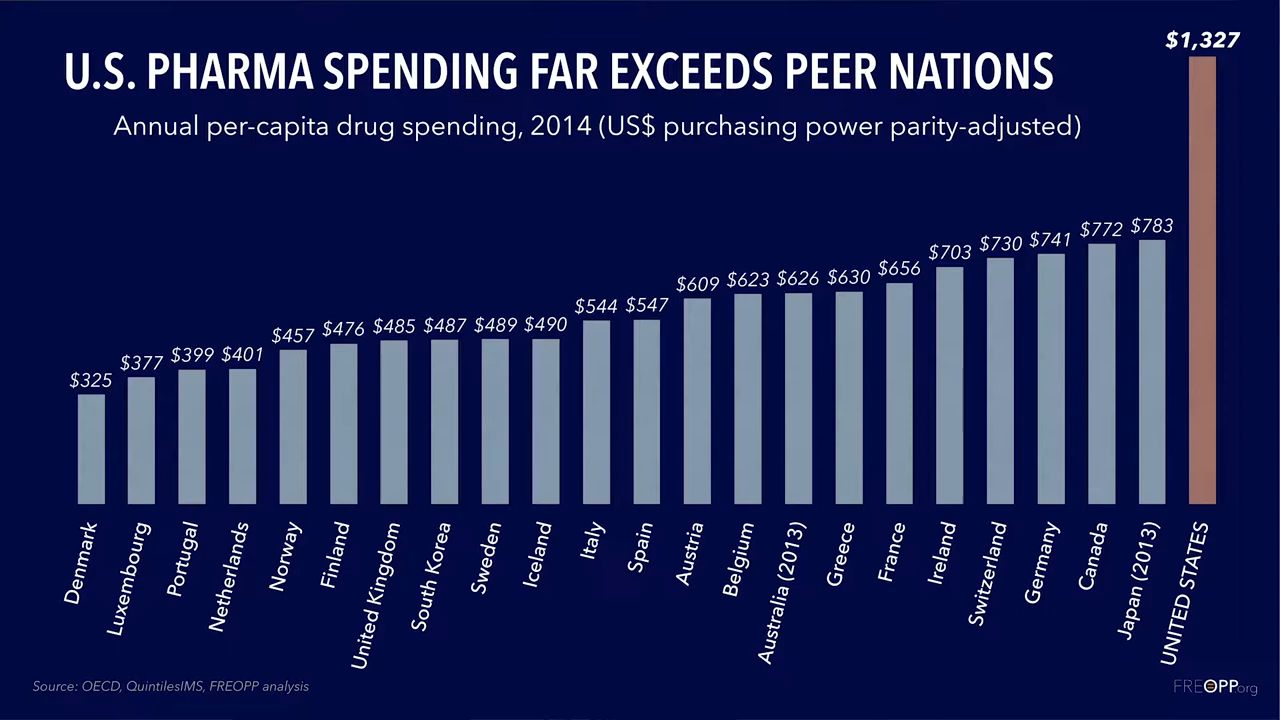 $1,327
U.S. PHARMA SPENDING FAR EXCEEDS PEER NATIONS
Annual per-capita drug spending, 2014 (US$ purchasing power parity-adjusted)
$325
$377
$399
$401
$457
$476
$485
$487
$489
$490
$544
$547
$609
$623
$626
$630
$656
$703
$730
$741
$772
$783
Denmark
Luxembourg
Portugal
Netherlands
Norway
Finland
United Kingdom
South Korea
Sweden
Iceland
Italy
Spain
Austria
Belgium
Australia (2013)
Greece
France
Ireland
Switzerland
Germany
Canada
Japan (2013)
UNITED STATES
Source: OECD, QuintilesIMS, FREOPP analysis
FREOPP.org